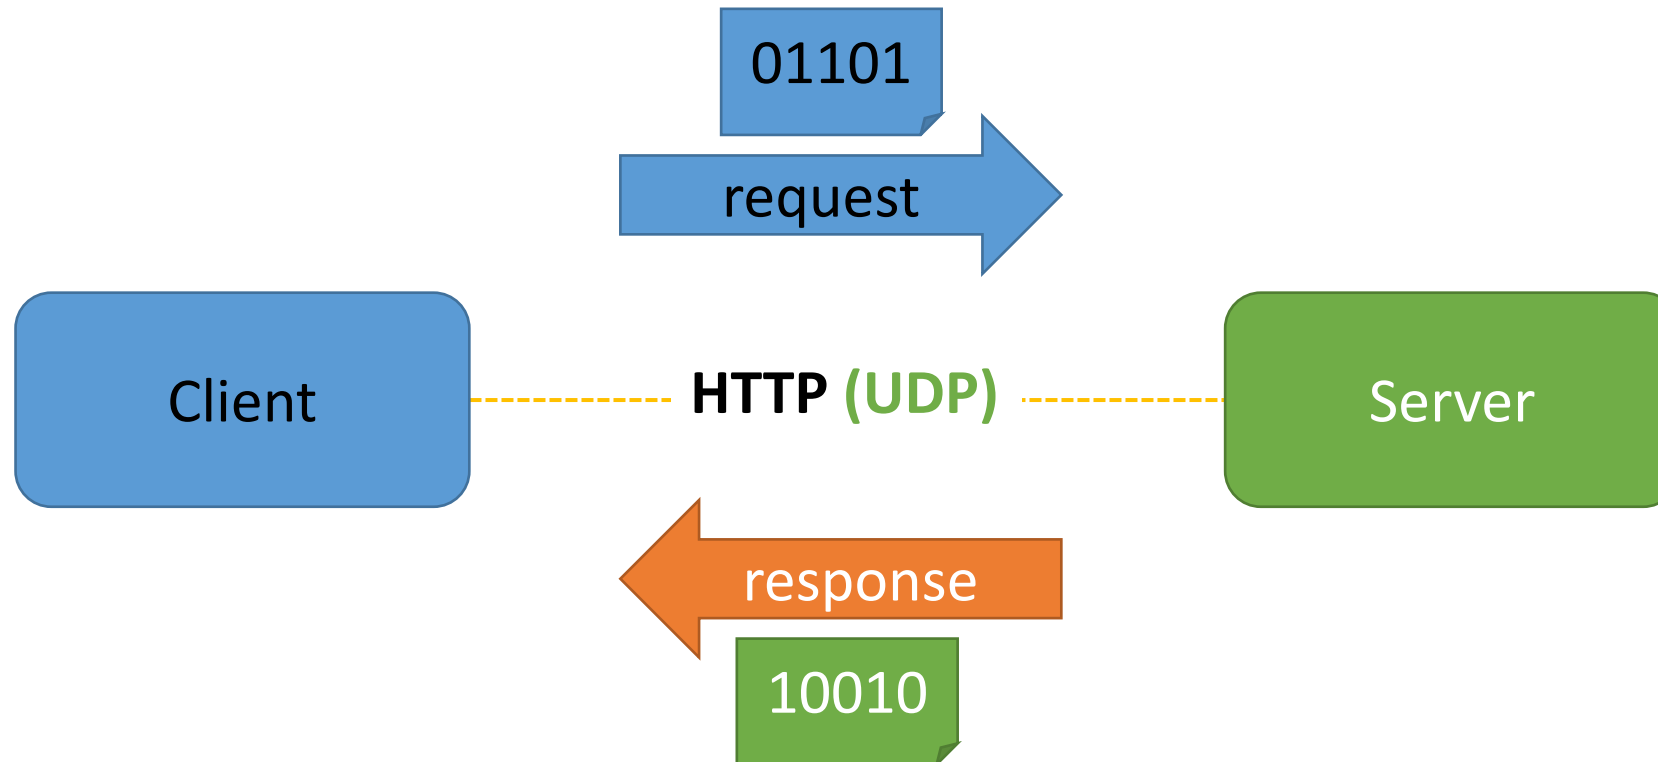 01101
request
Client
HTTP (UDP)
Server
response
10010